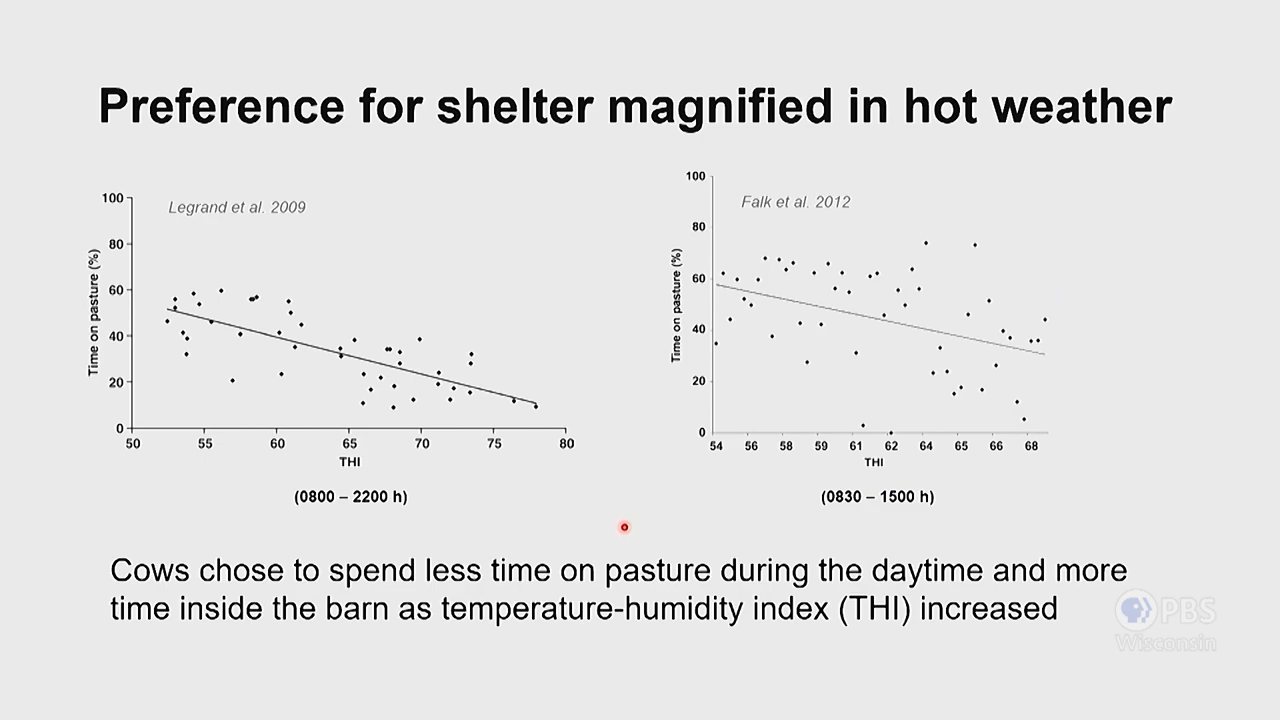 Preference for shelter magnified in hot weather
Legrand et al. 2009
Time on pasture (%)
100
80
60
40
20
0
50 55 60 65 70 75 80
THI
(0800 – 2200 h)
Falk et al. 2012
Time on pasture (%)
100
80
60
40
20
0
54 56 58 59 61 62 64 65 66 68
THI
(0830 – 1500 h)
Cows chose to spend less time on pasture during the daytime and more
time inside the barn as temperature-humidity index (THI) increased
PBS
Wisconsin